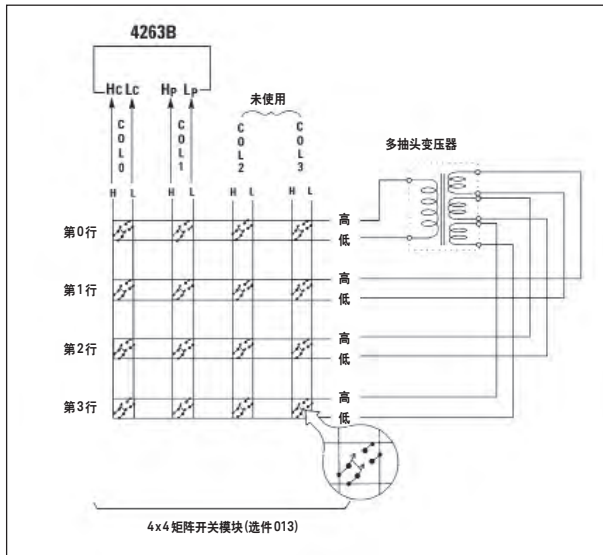 4263B
HC LC HP LP
未使用
COL0
COL1
COL2
COL3
多抽头变压器
H L H L H L H L
第0行
高
低
第1行
高
低
第2行
高
低
第3行
高
低
4x4矩阵开关模块(选件013)